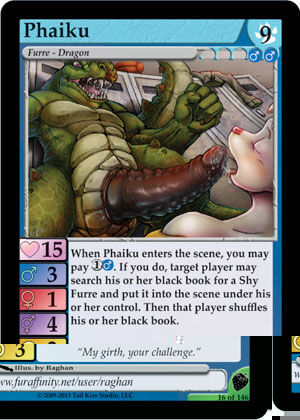 Phaiku
9
Furre - Dragon
15
When Phaiku enters the scene, you may
pay 1♂. If you do, target player may
3
search his or her black book for a Shy
Furre and put it into the scene under his
1
or her control. Then that player shuffles
4
his or her black book.
3
"My girth, your challenge."
Illus. by Raghan
www.furaffinity.net/user/raghan
16 of 146
© 2009-2013 Tail Kiss Studio, LLC